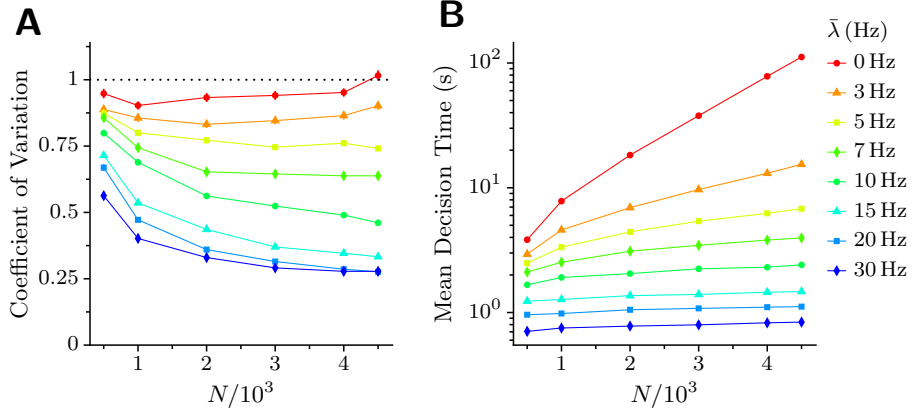 A
Coefficient of Variation
1
0.75
0.5
0.25
0
1 2 3 4
N/10³
B
Mean Decision Time (s)
10²
10¹
10⁰
1 2 3 4
N/10³
λ̄ (Hz)
0 Hz
3 Hz
5 Hz
7 Hz
10 Hz
15 Hz
20 Hz
30 Hz